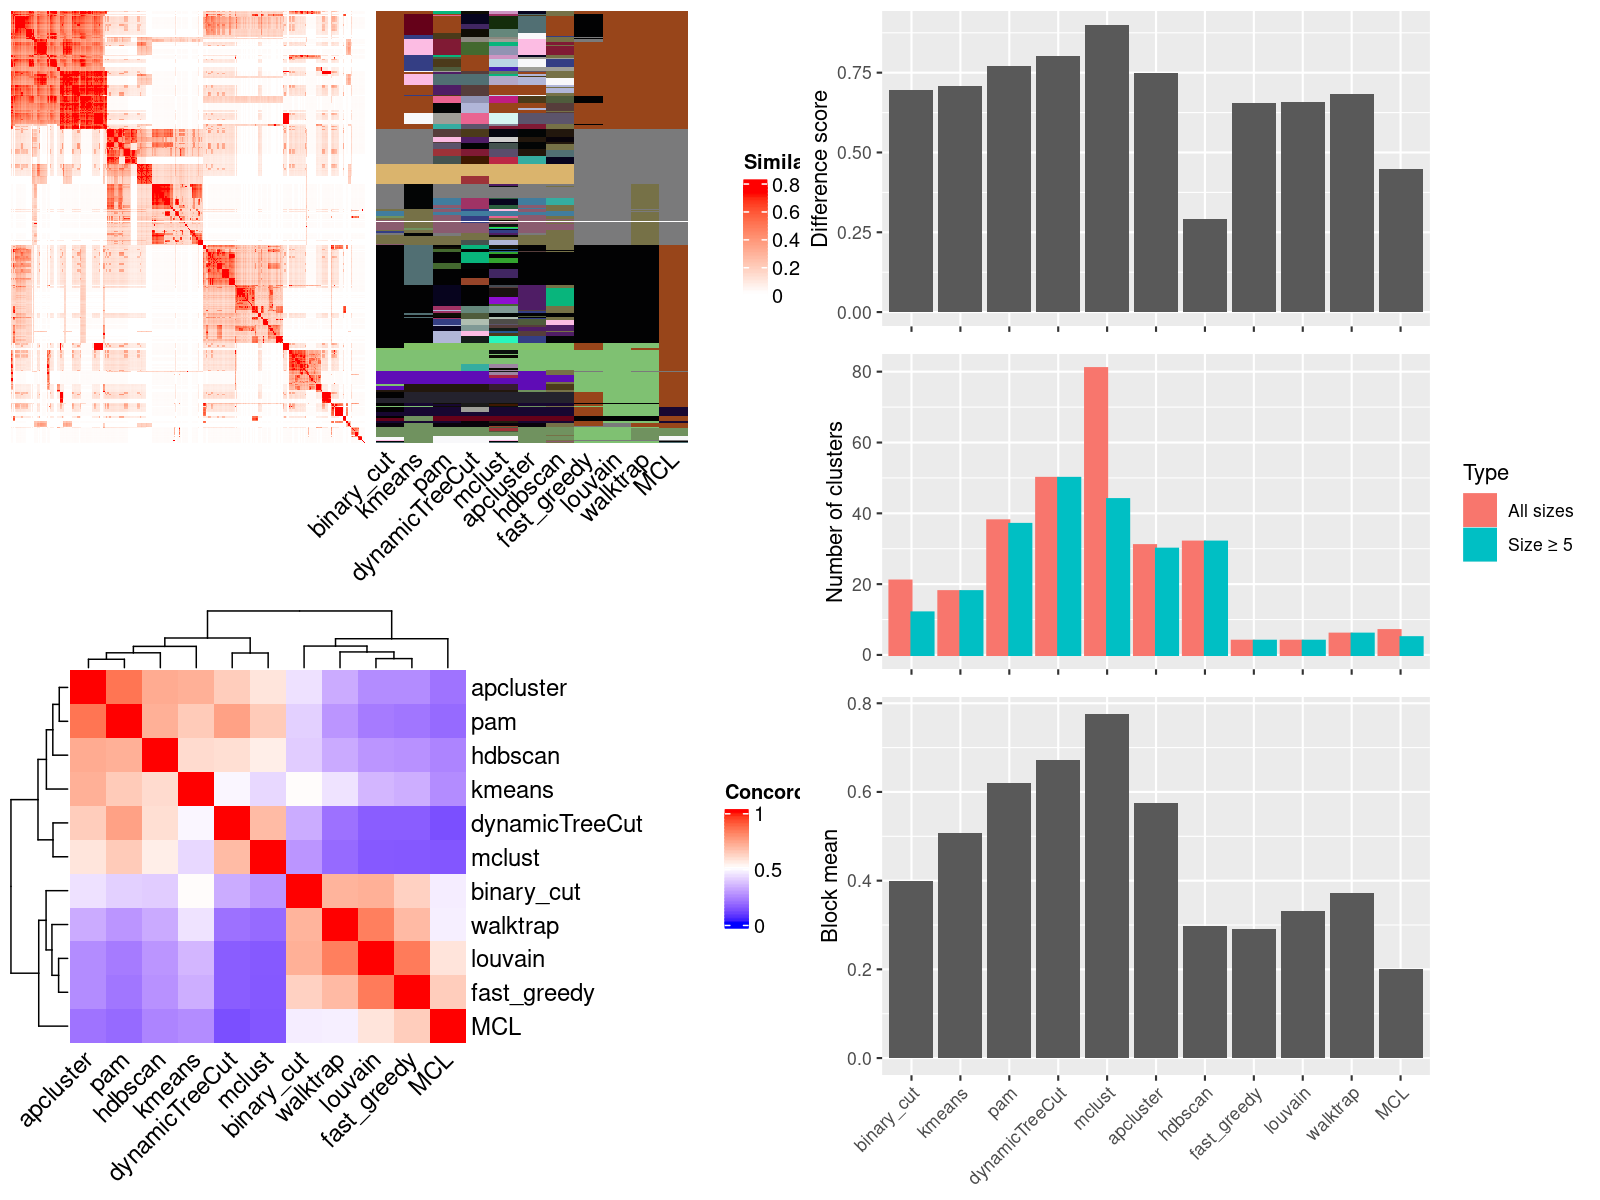 Simila
0.8
0.6
0.4
0.2
0
binary_cut
kmeans
pam
dynamicTreeCut
mclust
apcluster
hdbscan
fast_greedy
louvain
walktrap
MCL
apcluster
pam
hdbscan
kmeans
dynamicTreeCut
mclust
binary_cut
walktrap
louvain
fast_greedy
MCL
apcluster
pam
hdbscan
kmeans
dynamicTreeCut
mclust
binary_cut
walktrap
louvain
fast_greedy
MCL
Concord
1
0.5
0
Difference score
0.75
0.50
0.25
0.00
Number of clusters
80
60
40
20
0
Type
All sizes
Size ≥ 5
Block mean
0.8
0.6
0.4
0.2
0.0
binary_cut
kmeans
pam
dynamicTreeCut
mclust
apcluster
hdbscan
fast_greedy
louvain
walktrap
MCL